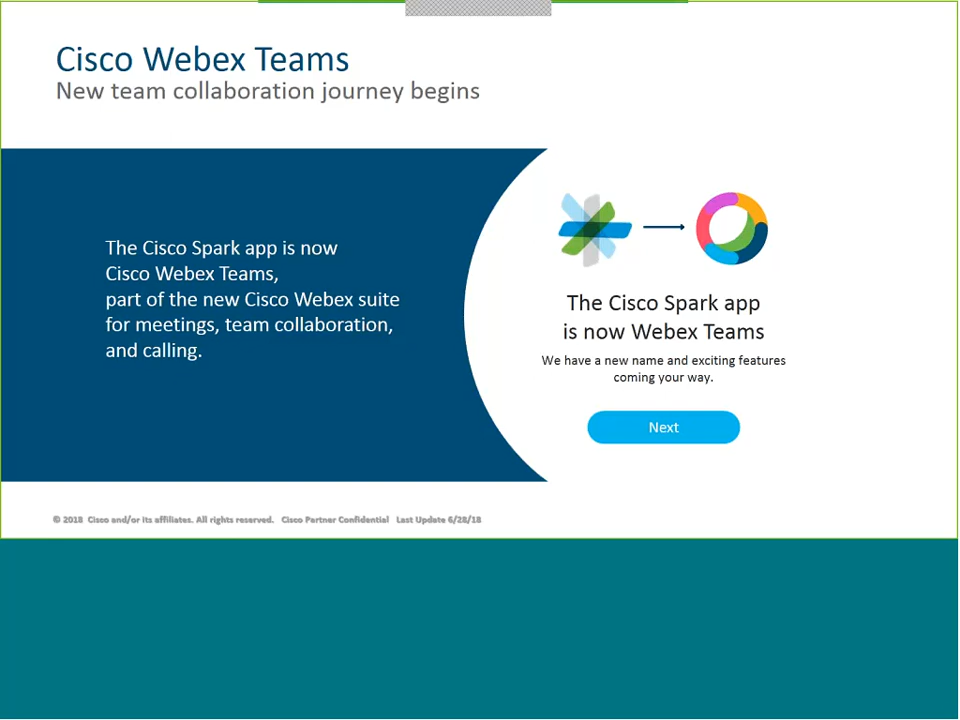 Cisco Webex Teams
New team collaboration journey begins
The Cisco Spark app is now
Cisco Webex Teams,
part of the new Cisco Webex suite
for meetings, team collaboration,
and calling.
The Cisco Spark app
is now Webex Teams
We have a new name and exciting features
coming your way.
Next
© 2018 Cisco and/or its affiliates. All rights reserved. Cisco Partner Confidential Last Update 6/28/18